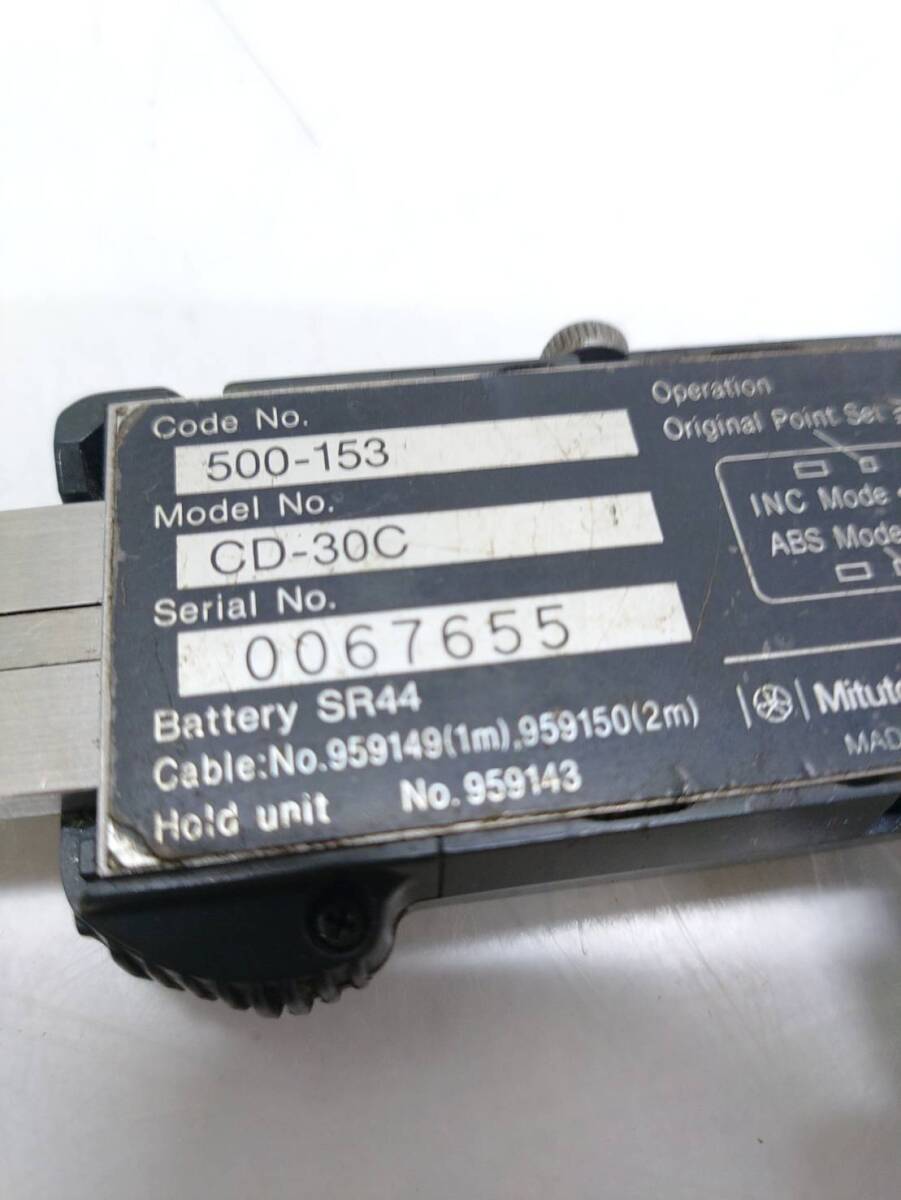 Code No.
500-153
Model No.
CD-30C
Serial No.
0067655
Battery SR44
Cable:No.959149(1m),959150(2m)
Hold unit No.959143
Operation
Original Point Set
INC Mode
ABS Mode
Mituto
MAD